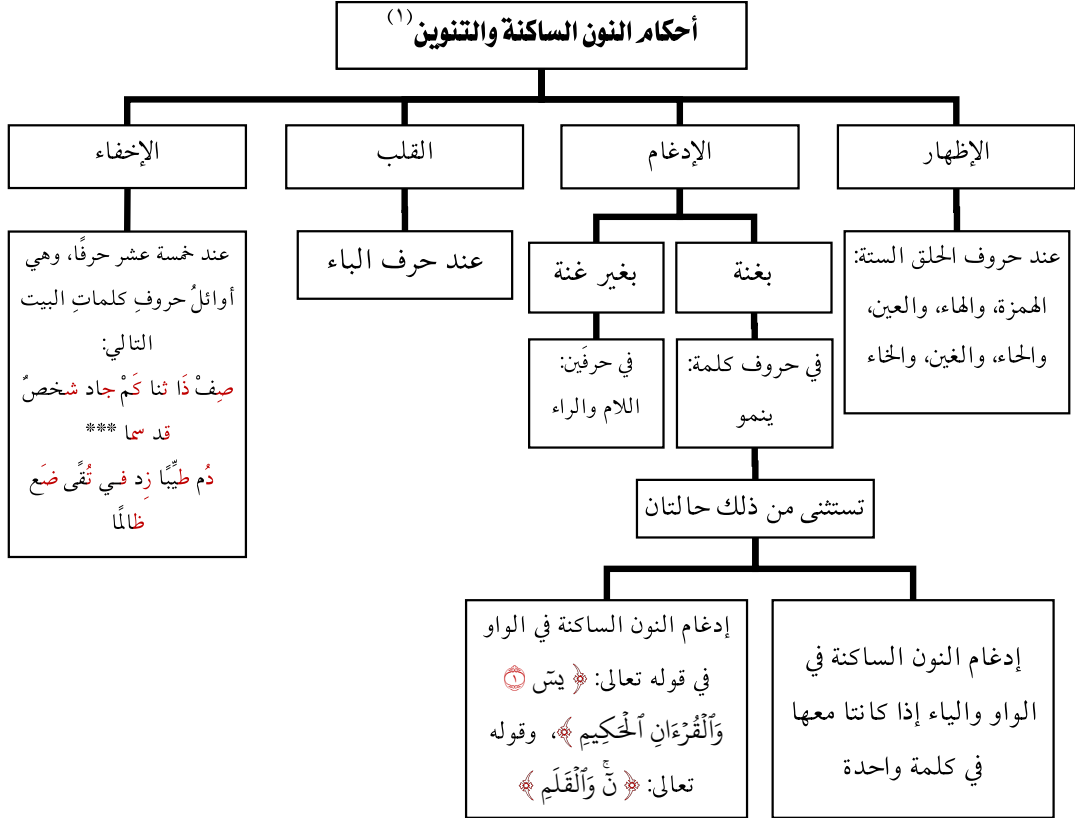 أحكام النون الساكنة والتنوين(١)
الإظهار
عند حروف الحلق الستة:
الهمزة، والهاء، والعين،
والحاء، والغين، والخاء
الإدغام
بغنة
في حروف كلمة:
ينمو
تستثنى من ذلك حالتان
إدغام النون الساكنة في
الواو والياء إذا كانتا معها
في كلمة واحدة
إدغام النون الساكنة في الواو
في قوله تعالى: ﴿ يسٓ ١
وَٱلْقُرْءَانِ ٱلْحَكِيمِ ﴾، وقوله
تعالى: ﴿ نٓۚ وَٱلْقَلَمِ ﴾
بغير غنة
في حرفَين:
اللام والراء
القلب
عند حرف الباء
الإخفاء
عند خمسة عشر حرفًا، وهي
أوائلُ حروفِ كلماتِ البيت
التالي:
صِفْ ذَا ثنا كَمْ جاد شخصٌ
قد سما ***
دُم طيِّبًا زِد فـي تُقًى ضَع
ظالمًا